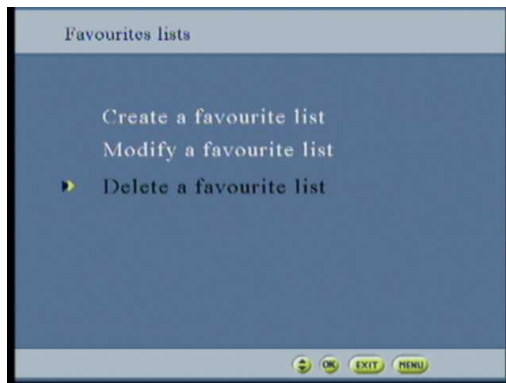 Favourites lists
Create a favourite list
Modify a favourite list
Delete a favourite list
OK EXIT MENU